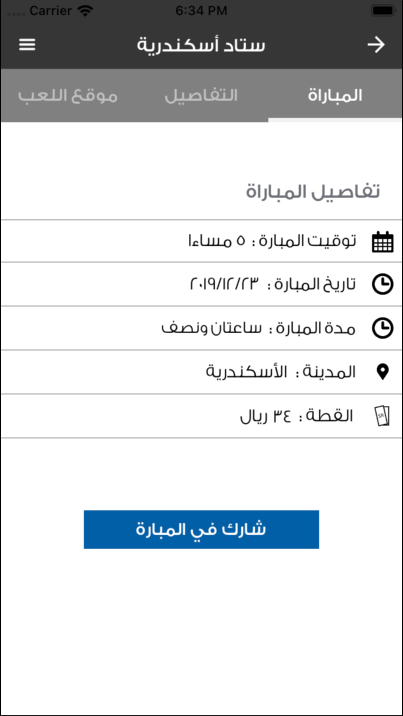 Carrier 6:34 PM
ستاد أسكندرية
المباراة التفاصيل موقع اللعب
تفاصيل المباراة
توقيت المبارة : ٥ مساءا
تاريخ المبارة : ٢٠١٩/١٢/٢٣
مدة المبارة : ساعتان ونصف
المدينة : الأسكندرية
القطة : ٣٤ ريال
شارك في المبارة